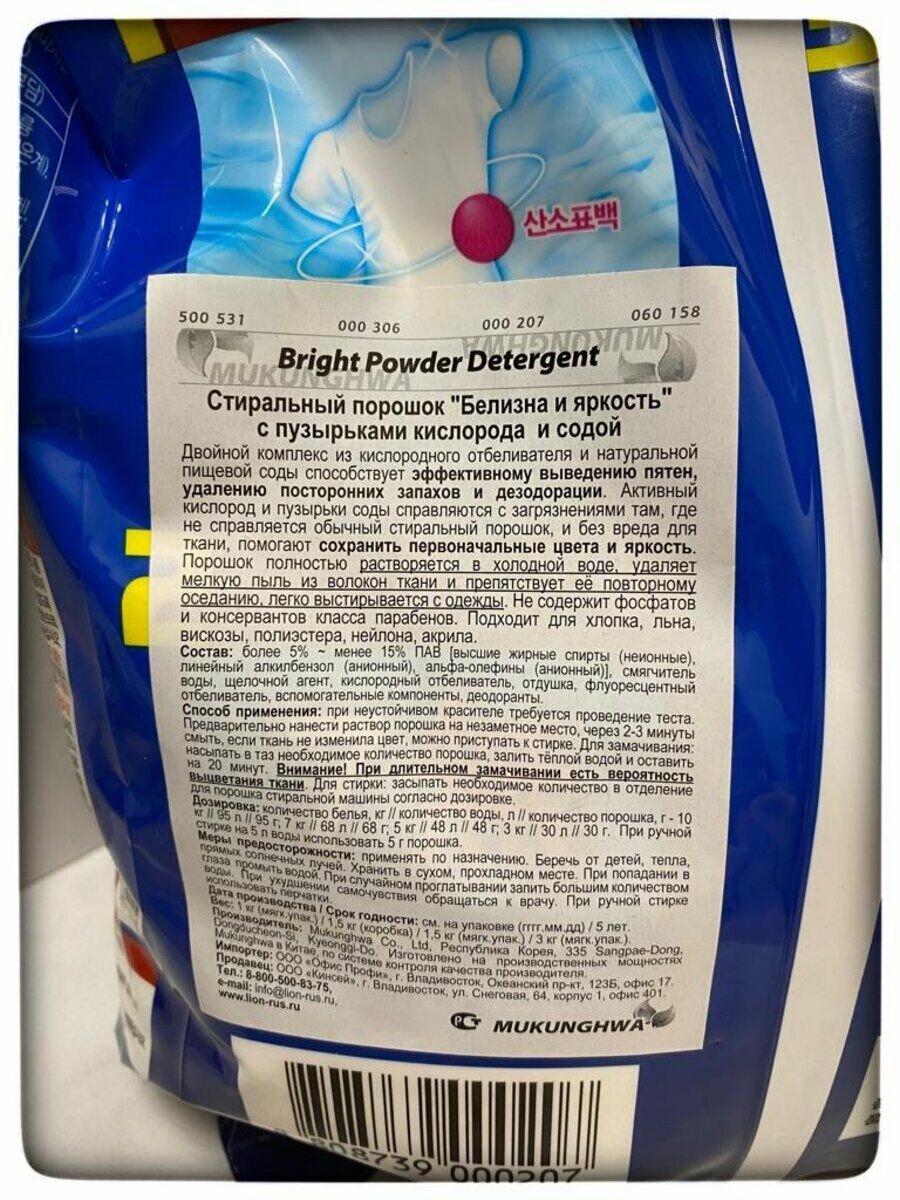 산소표백
500 531 000 306 000 207 060 158
MUKUNGHWA MUKUNGHWA
Bright Powder Detergent
Стиральный порошок "Белизна и яркость"
с пузырьками кислорода и содой
Двойной комплекс из кислородного отбеливателя и натуральной
пищевой соды способствует эффективному выведению пятен,
удалению посторонних запахов и дезодорации. Активный
кислород и пузырьки соды справляются с загрязнениями там, где
не справляется обычный стиральный порошок, и без вреда для
ткани, помогают сохранить первоначальные цвета и яркость.
Порошок полностью растворяется в холодной воде, удаляет
мелкую пыль из волокон ткани и препятствует её повторному
оседанию, легко выстирывается с одежды. Не содержит фосфатов
и консервантов класса парабенов. Подходит для хлопка, льна,
вискозы, полиэстера, нейлона, акрила.
Состав: более 5% ~ менее 15% ПАВ [высшие жирные спирты (неионные),
линейный алкилбензол (анионный), альфа-олефины (анионный)], смягчитель
воды, щелочной агент, кислородный отбеливатель, отдушка, флуоресцентный
отбеливатель, вспомогательные компоненты, деодоранты.
Способ применения: при неустойчивом красителе требуется проведение теста.
Предварительно нанести раствор порошка на незаметное место, через 2-3 минуты
смыть, если ткань не изменила цвет, можно приступать к стирке. Для замачивания:
насыпать в таз необходимое количество порошка, залить тёплой водой и оставить
на 20 минут. Внимание! При длительном замачивании есть вероятность
выцветания ткани. Для стирки: засыпать необходимое количество в отделение
для порошка стиральной машины согласно дозировке.
Дозировка: количество белья, кг // количество воды, л // количество порошка, г - 10
кг // 95 л // 95 г; 7 кг // 68 л // 68 г; 5 кг // 48 л // 48 г; 3 кг // 30 л // 30 г. При ручной
стирке на 5 л воды использовать 5 г порошка.
Меры предосторожности: применять по назначению. Беречь от детей, тепла,
прямых солнечных лучей. Хранить в сухом, прохладном месте. При попадании в
глаза промыть водой. При случайном проглатывании запить большим количеством
воды. При ухудшении самочувствия обращаться к врачу. При ручной стирке
использовать перчатки.
Дата производства / Срок годности: см. на упаковке (гггг.мм.дд) / 5 лет.
Вес: 1 кг (мягк.упак.) / 1,5 кг (коробка) / 1,5 кг (мягк.упак.) / 3 кг (мягк.упак.).
Производитель: Mukunghwa Co., Ltd, Республика Корея, 335 Sangpae-Dong,
Dongducheon-Si, Kyeonggi-Do. Изготовлено на производственных мощностях
Mukunghwa в Китае, по системе контроля качества производителя.
Импортер: ООО «Офис Профи», г. Владивосток, Океанский пр-кт, 123Б, офис 17.
Продавец: ООО «Кинсей», г. Владивосток, ул. Снеговая, 64, корпус 1, офис 401.
Тел.: 8-800-500-83-75,
e-mail: info@lion-rus.ru,
www.lion-rus.ru
РСТ MUKUNGHWA
808739 000207